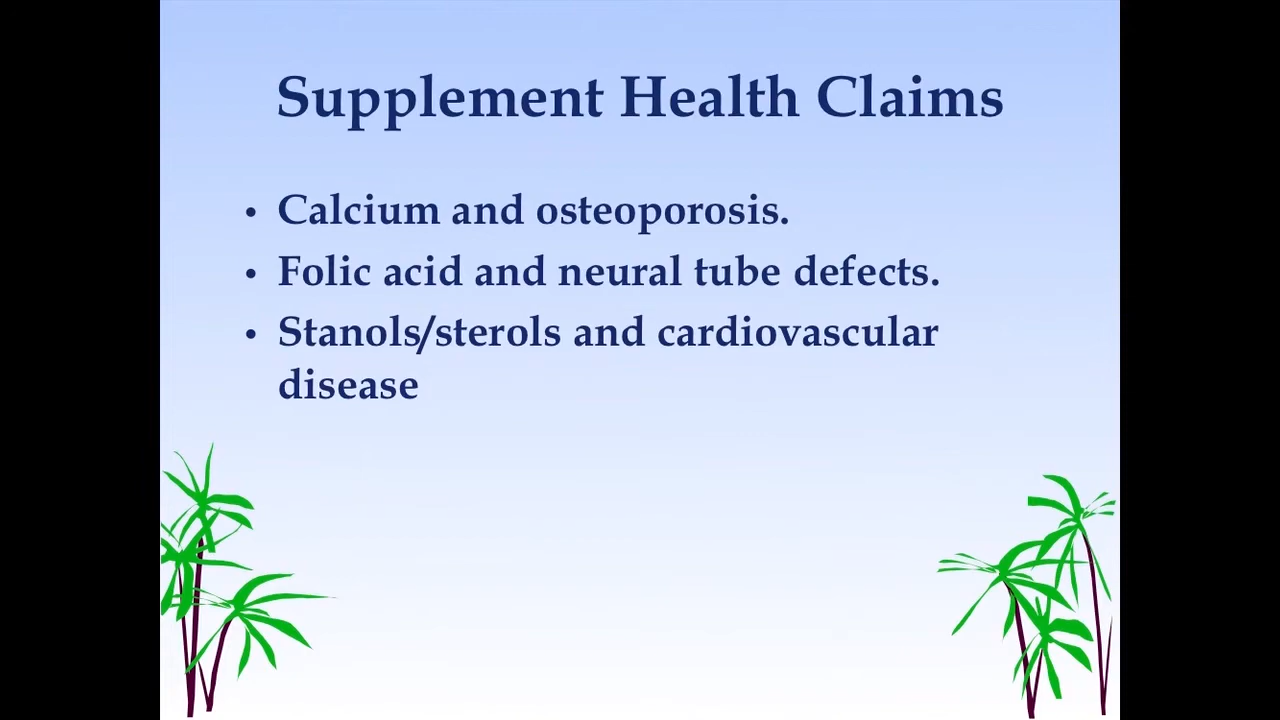 Supplement Health Claims
• Calcium and osteoporosis.
• Folic acid and neural tube defects.
• Stanols/sterols and cardiovascular
disease